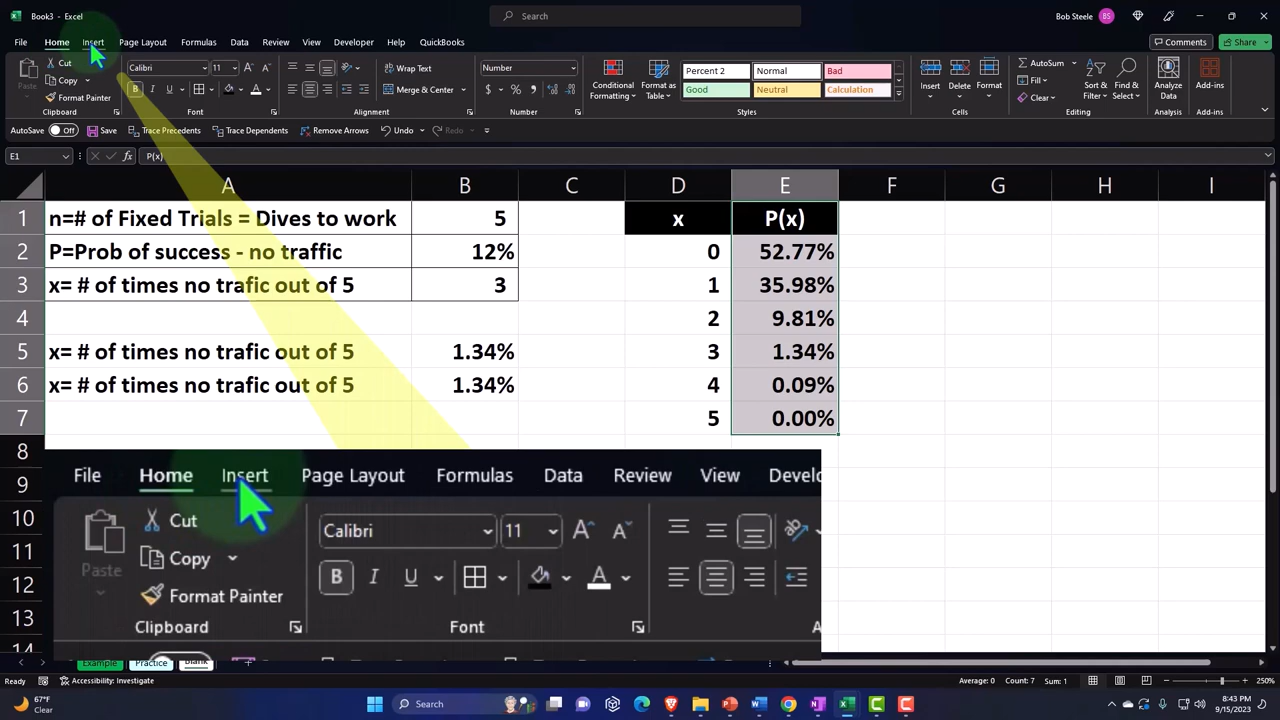 Book3 - Excel
Search
Bob Steele
BS
File Home Insert Page Layout Formulas Data Review View Developer Help QuickBooks
Comments
Share
Paste
Cut
Copy
Format Painter
Clipboard
Calibri
11
Font
Wrap Text
Merge & Center
Alignment
Number
Number
Conditional Formatting
Format as Table
Percent 2
Normal
Bad
Good
Neutral
Calculation
Styles
Insert
Delete
Format
Cells
AutoSum
Fill
Clear
Sort & Filter
Find & Select
Editing
Analyze Data
Analysis
Add-ins
Add-ins
AutoSave Off Save Trace Precedents Trace Dependents Remove Arrows Undo Redo
E1 fx P(x)
A B C D E F G H I
1 n=# of Fixed Trials = Dives to work 5 x P(x)
2 P=Prob of success - no traffic 12% 0 52.77%
3 x= # of times no trafic out of 5 3 1 35.98%
4 2 9.81%
5 x= # of times no trafic out of 5 1.34% 3 1.34%
6 x= # of times no trafic out of 5 1.34% 4 0.09%
7 5 0.00%
8
9
10
11
12
13
14
File Home Insert Page Layout Formulas Data Review View Develo
Paste
Cut
Copy
Format Painter
Clipboard
Calibri
11
B I U
A
Font
A
Example Practice Blank
Ready Accessibility: Investigate Average: 0 Count: 7 Sum: 1 250%
67°F
Clear
Search
8:43 PM
9/15/2023